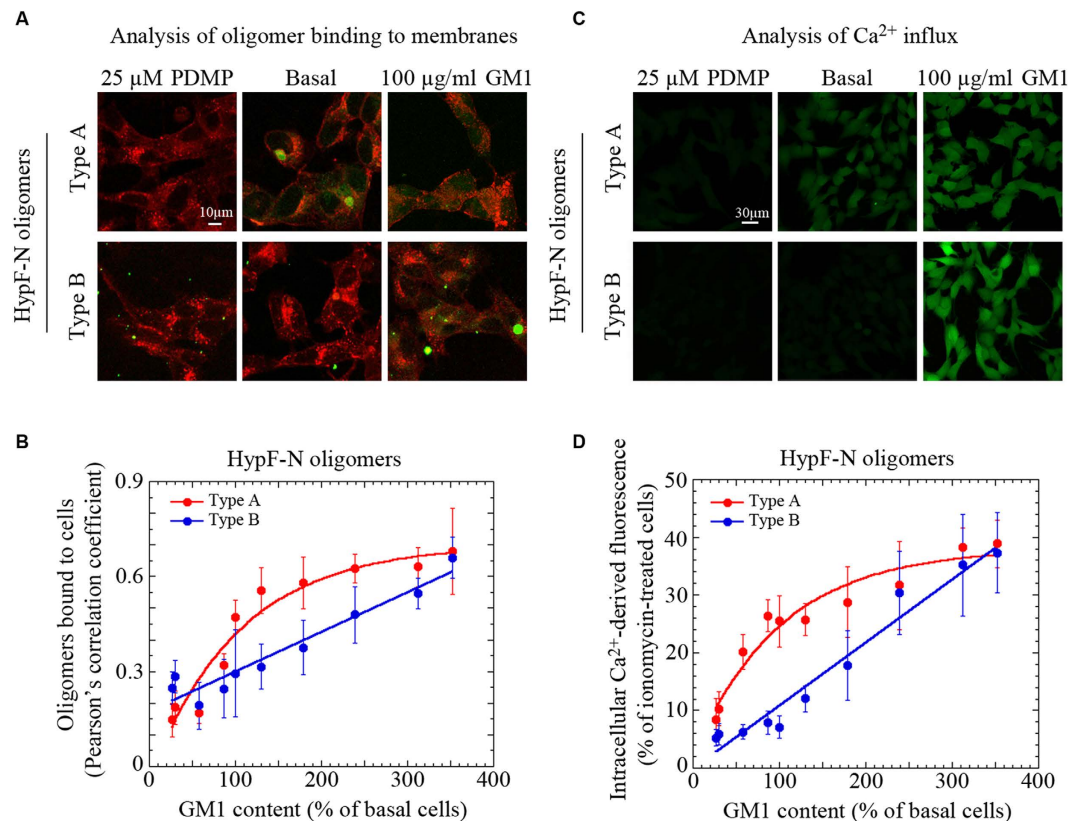 A
Analysis of oligomer binding to membranes
25 µM PDMP Basal 100 µg/ml GM1
HypF-N oligomers
Type A
Type B
10µm
C
Analysis of Ca²⁺ influx
25 µM PDMP Basal 100 µg/ml GM1
HypF-N oligomers
Type A
Type B
30µm
B
HypF-N oligomers
Oligomers bound to cells
(Pearson's correlation coefficient)
0.9
0.6
0.3
0
Type A
Type B
0 100 200 300 400
GM1 content (% of basal cells)
D
HypF-N oligomers
Intracellular Ca²⁺-derived fluorescence
(% of ionomycin-treated cells)
50
40
30
20
10
0
Type A
Type B
0 100 200 300 400
GM1 content (% of basal cells)